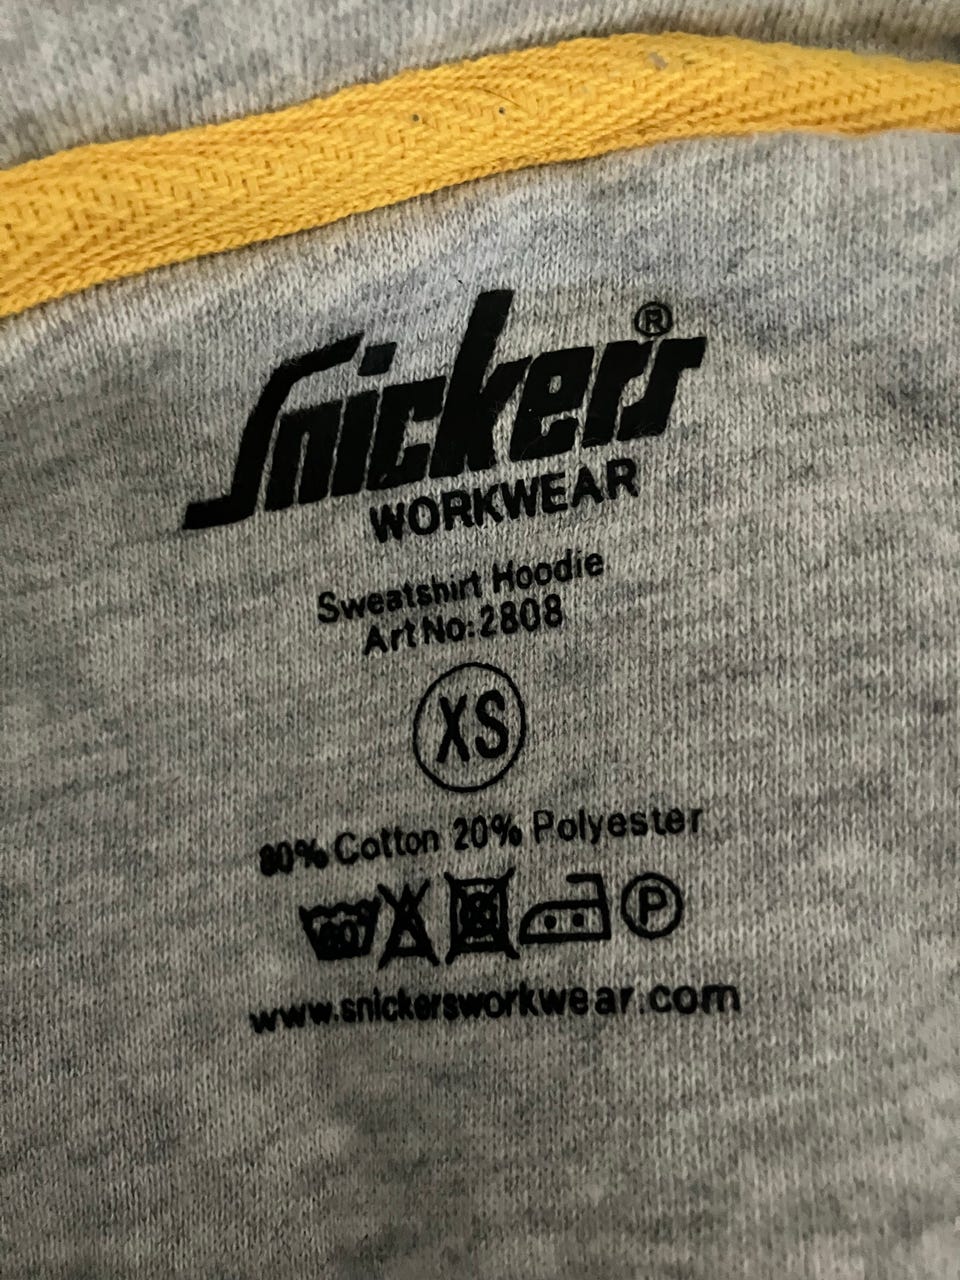 Snickers®
WORKWEAR
Sweatshirt Hoodie
Art No:2808
XS
80% Cotton 20% Polyester
P
www.snickersworkwear.com